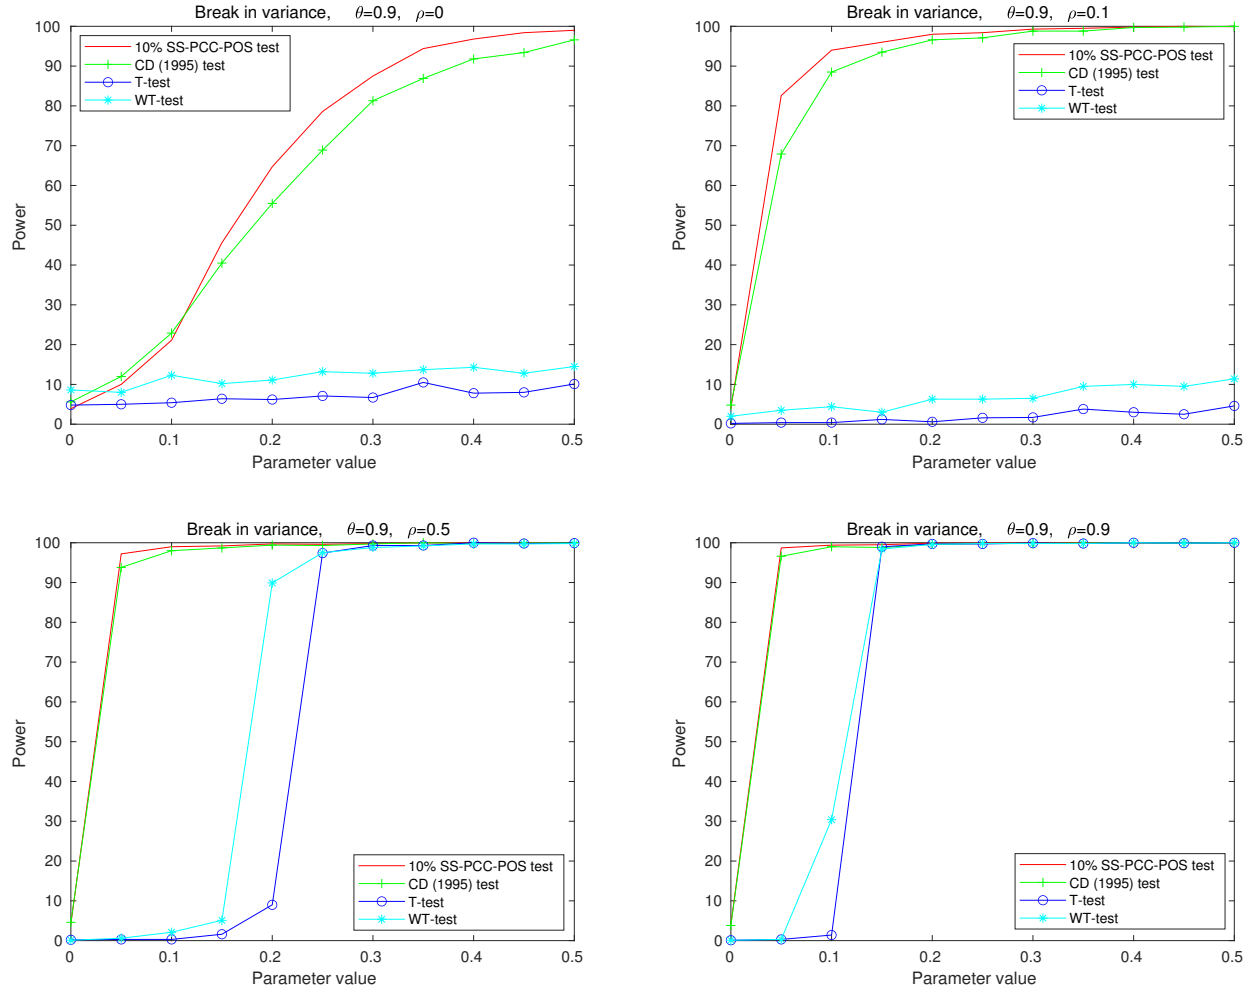 Break in variance, θ=0.9, ρ=0
Power
100
90
80
70
60
50
40
30
20
10
0
10% SS-PCC-POS test
CD (1995) test
T-test
WT-test
0 0.1 0.2 0.3 0.4 0.5
Parameter value
Break in variance, θ=0.9, ρ=0.1
Power
100
90
80
70
60
50
40
30
20
10
0
10% SS-PCC-POS test
CD (1995) test
T-test
WT-test
0 0.1 0.2 0.3 0.4 0.5
Parameter value
Break in variance, θ=0.9, ρ=0.5
Power
100
90
80
70
60
50
40
30
20
10
0
10% SS-PCC-POS test
CD (1995) test
T-test
WT-test
0 0.1 0.2 0.3 0.4 0.5
Parameter value
Break in variance, θ=0.9, ρ=0.9
Power
100
90
80
70
60
50
40
30
20
10
0
10% SS-PCC-POS test
CD (1995) test
T-test
WT-test
0 0.1 0.2 0.3 0.4 0.5
Parameter value